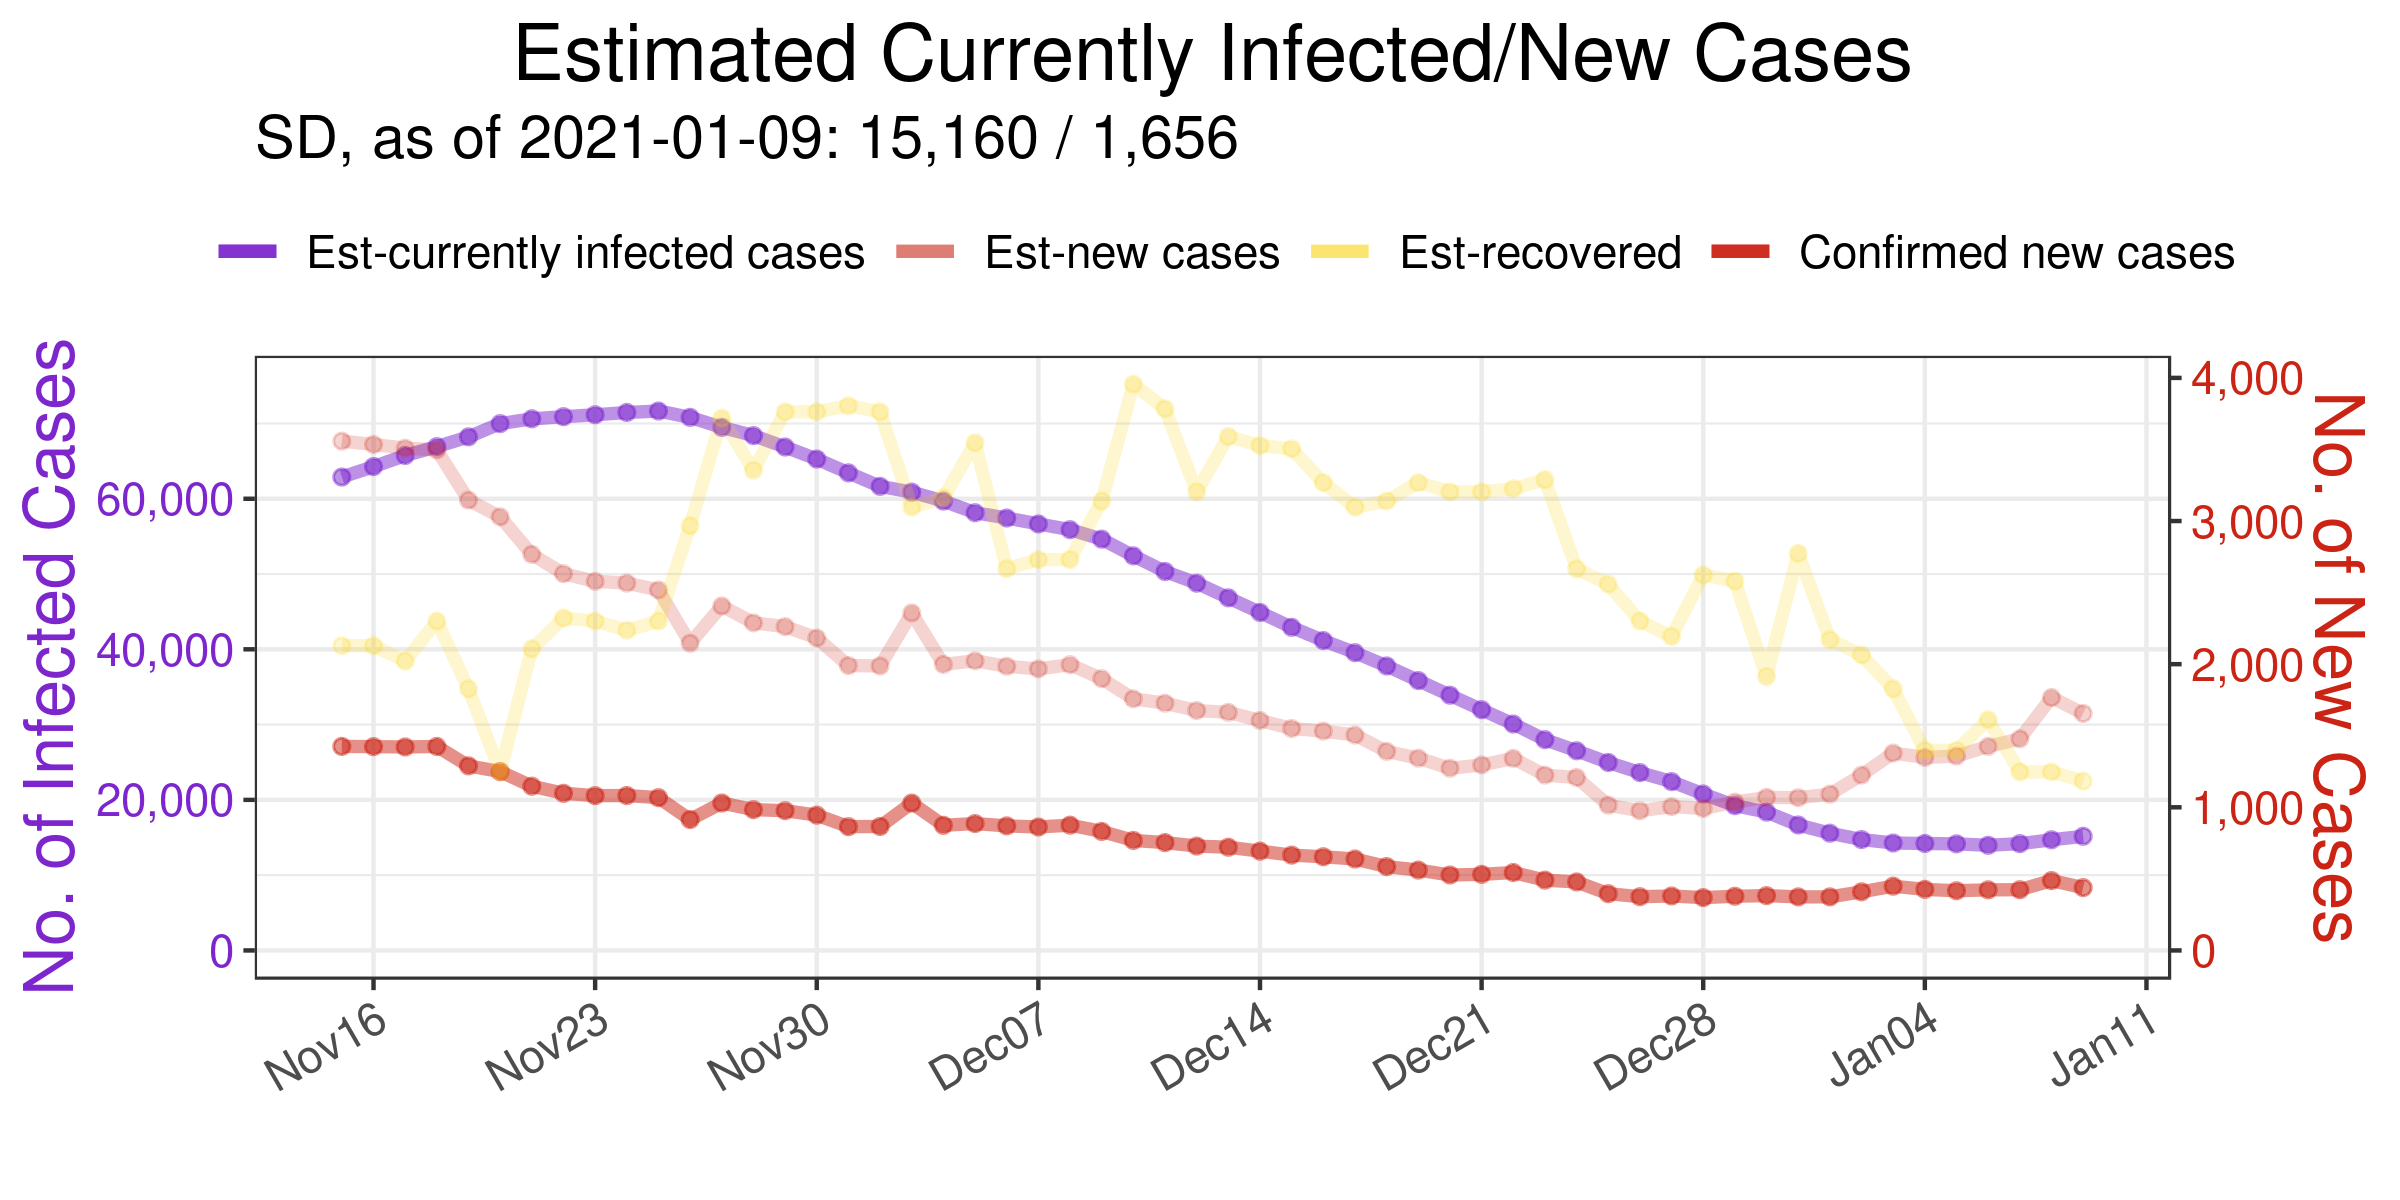 Estimated Currently Infected/New Cases
SD, as of 2021-01-09: 15,160 / 1,656
Est-currently infected cases Est-new cases Est-recovered Confirmed new cases
No. of Infected Cases
60,000
40,000
20,000
0
4,000
3,000
2,000
1,000
0
No. of New Cases
Nov16 Nov23 Nov30 Dec07 Dec14 Dec21 Dec28 Jan04 Jan11